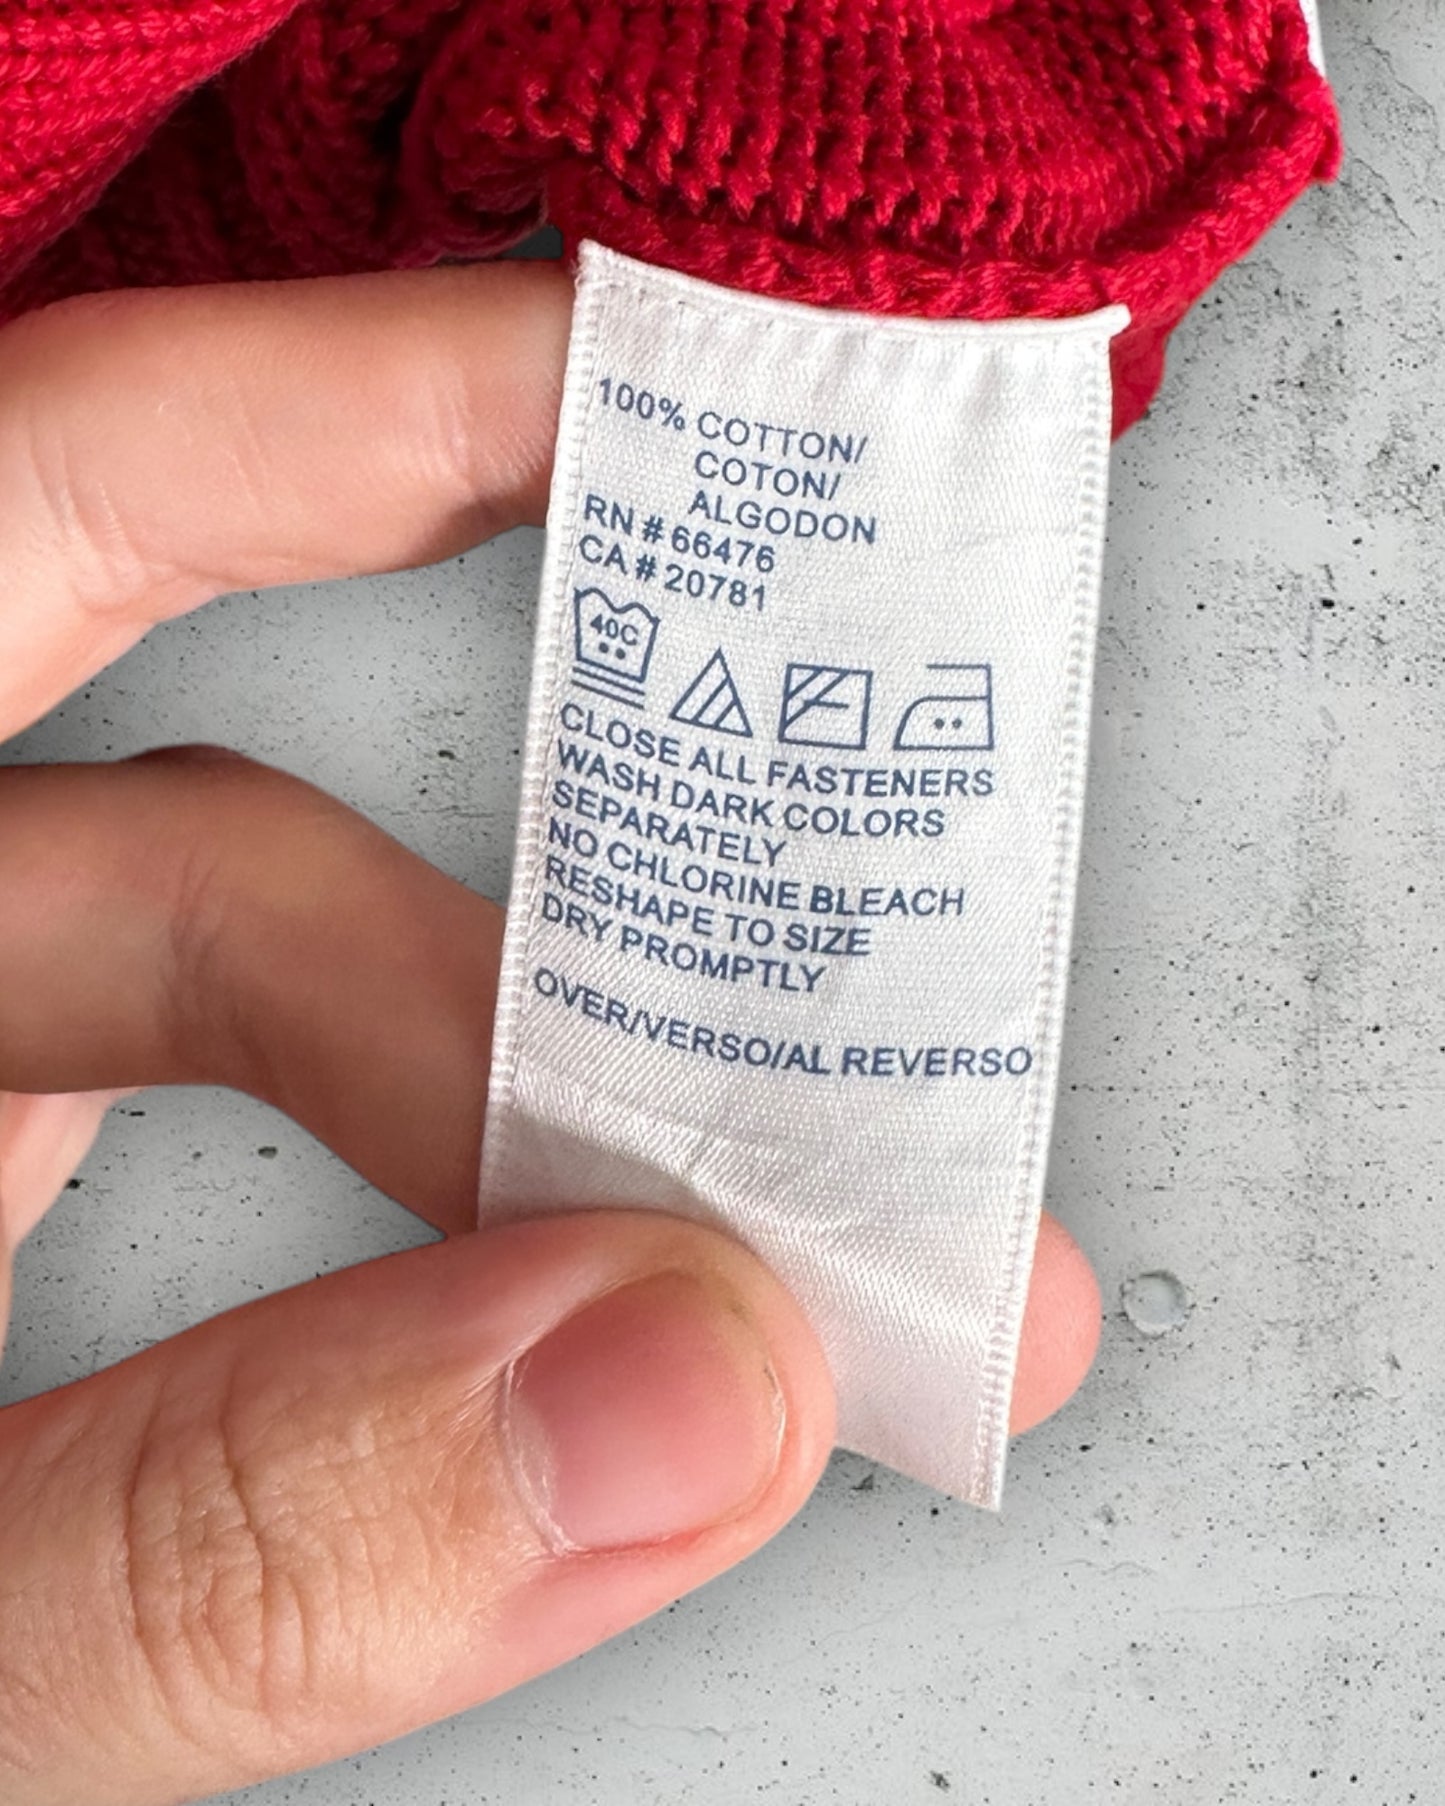 100% COTTON/
COTON/
ALGODON
RN # 66476
CA # 20781
40C
CLOSE ALL FASTENERS
WASH DARK COLORS
SEPARATELY
NO CHLORINE BLEACH
RESHAPE TO SIZE
DRY PROMPTLY
OVER/VERSO/AL REVERSO